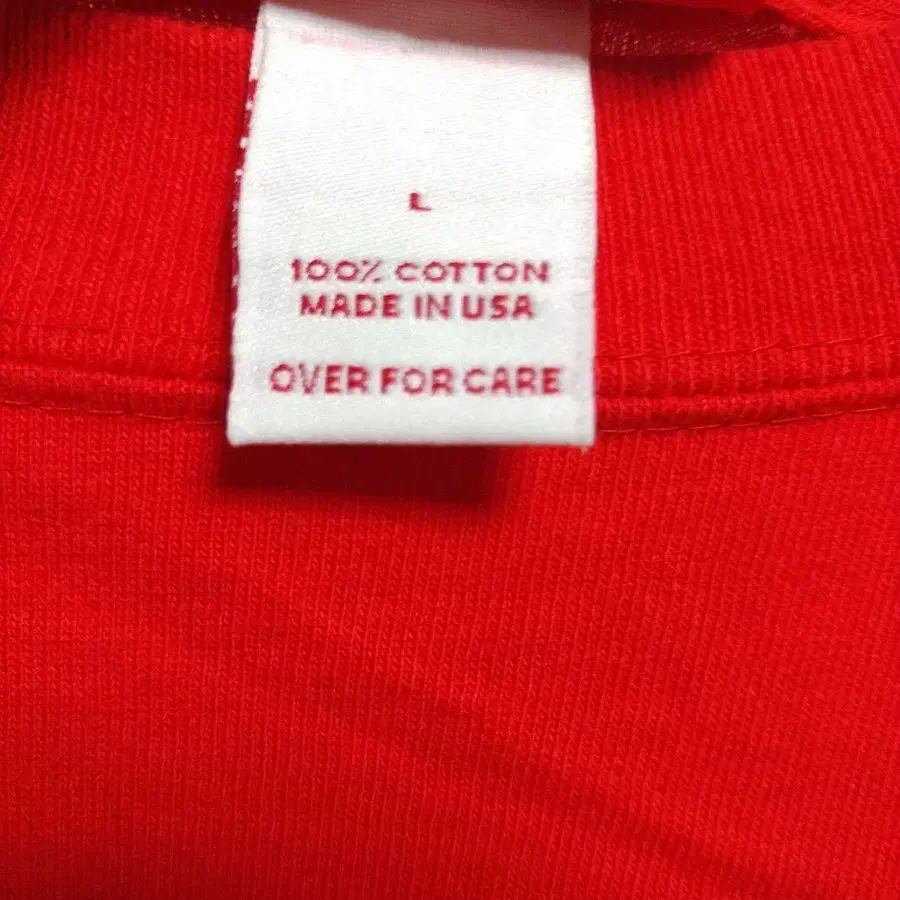 L
100% COTTON
MADE IN USA
OVER FOR CARE